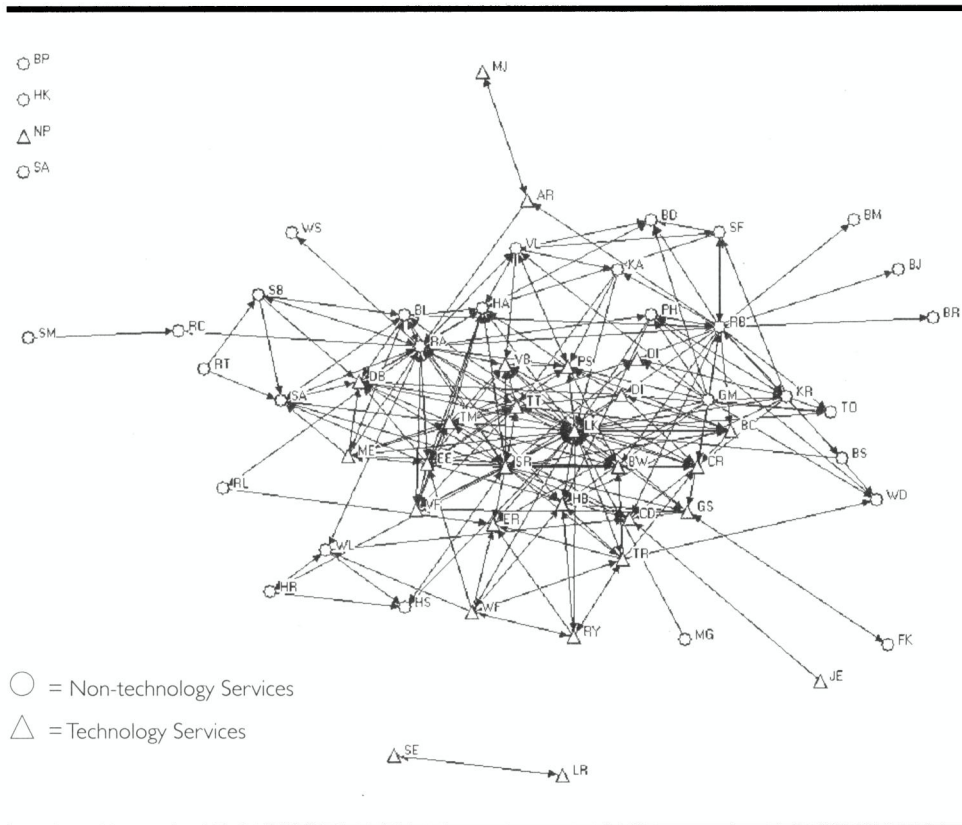 BP
HK
NP
SA
MJ
AR
WS
BD
SF
BM
VL
KA
BJ
SB
BL
HA
PH
RB
BR
SM
RC
RA
RT
VB
PS
DI
DB
SA
TT
DI
GM
KR
TO
TM
LK
BC
ME
EE
SR
BW
CR
BS
RL
VF
HB
GS
WD
ER
CD
WL
TR
HR
HS
WF
RY
MG
FK
JE
○ = Non-technology Services
△ = Technology Services
SE
LR